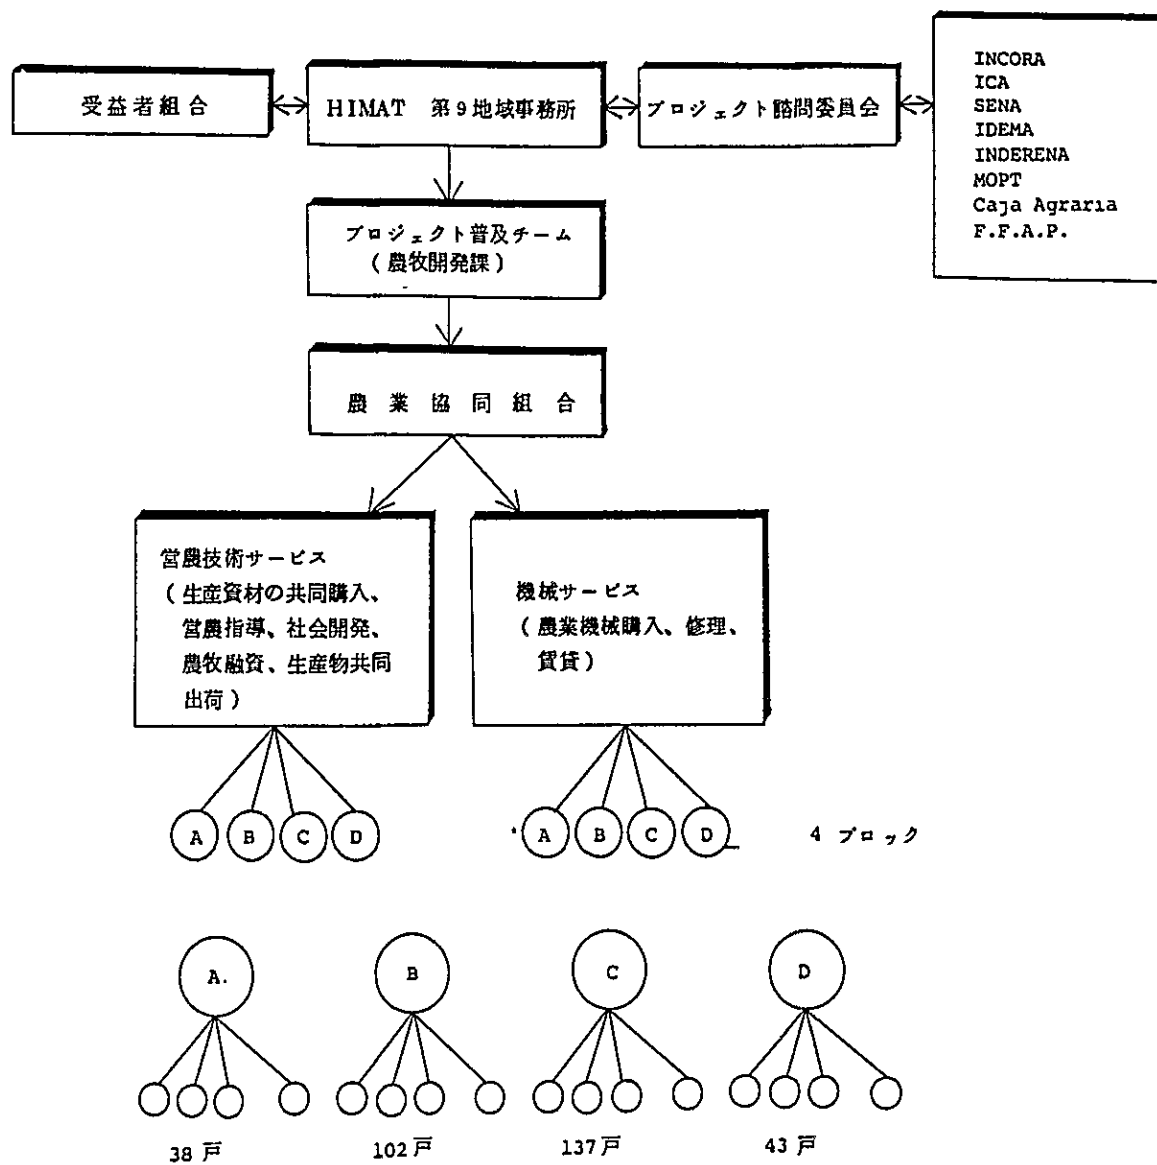 受益者組合
HIMAT 第9地域事務所
プロジェクト諮問委員会
INCORA
ICA
SENA
IDEMA
INDERENA
MOPT
Caja Agraria
F.F.A.P.
プロジェクト普及チーム
(農牧開発課)
農業協同組合
営農技術サービス
(生産資材の共同購入、
営農指導、社会開発、
農牧融資、生産物共同
出荷)
機械サービス
(農業機械購入、修理、
賃貸)
A B C D
A B C D
4 ブロック
A.
B
C
D
38戸
102戸
137戸
43戸